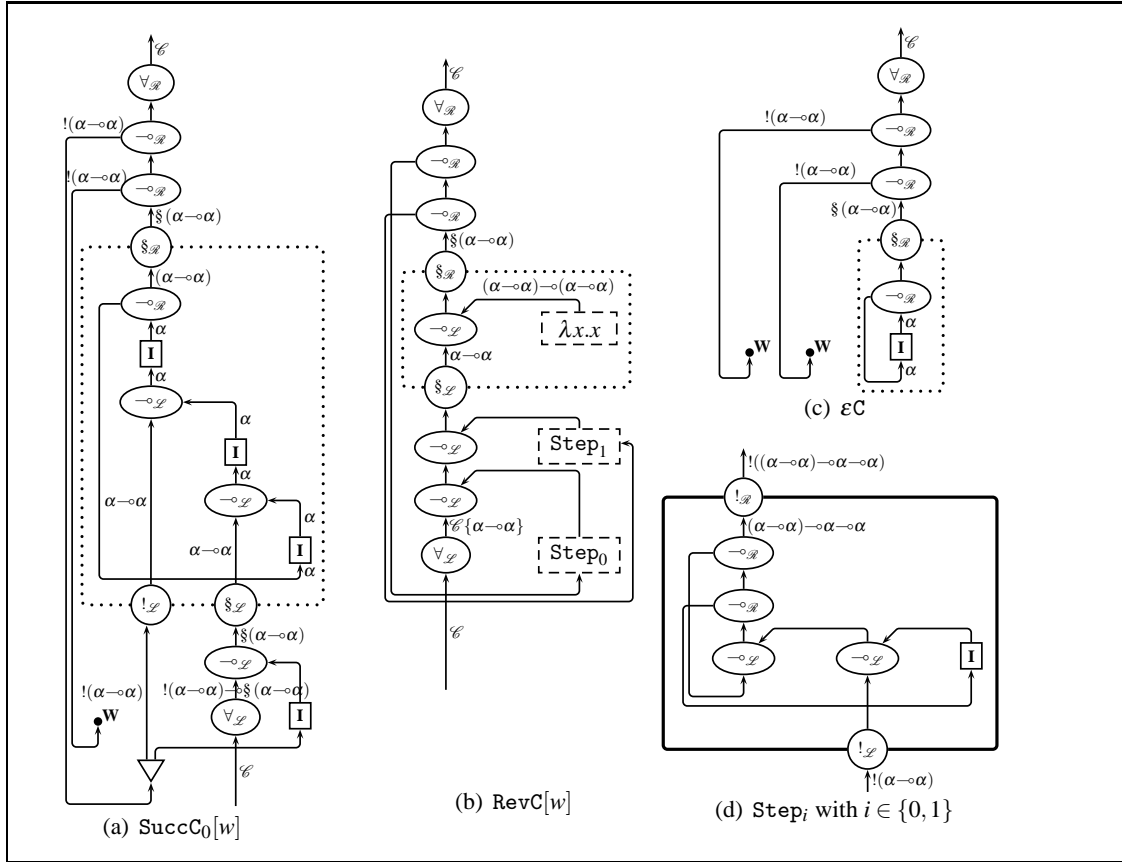 𝒞
∀ℛ
!(α⊸α)
⊸ℛ
!(α⊸α)
⊸ℛ
§(α⊸α)
§ℛ
(α⊸α)
⊸ℛ
α
I
α
⊸ℒ
α
I
α
α⊸α
⊸ℒ
α
α⊸α
I
α
!ℒ
§ℒ
§(α⊸α)
⊸ℒ
!(α⊸α)
!(α⊸α)⊸§(α⊸α)
W
∀ℒ
I
𝒞
(a) SuccC₀[w]
𝒞
∀ℛ
⊸ℛ
⊸ℛ
§(α⊸α)
§ℛ
(α⊸α)⊸(α⊸α)
⊸ℒ
λx.x
α⊸α
§ℒ
⊸ℒ
Step₁
⊸ℒ
𝒞{α⊸α}
∀ℒ
Step₀
𝒞
(b) RevC[w]
𝒞
∀ℛ
!(α⊸α)
⊸ℛ
!(α⊸α)
⊸ℛ
§(α⊸α)
§ℛ
⊸ℛ
α
W
W
I
α
(c) εC
!((α⊸α)⊸α⊸α)
!ℛ
(α⊸α)⊸α⊸α
⊸ℛ
⊸ℛ
⊸ℒ
⊸ℒ
I
!ℒ
!(α⊸α)
(d) Stepᵢ with i ∈ {0,1}